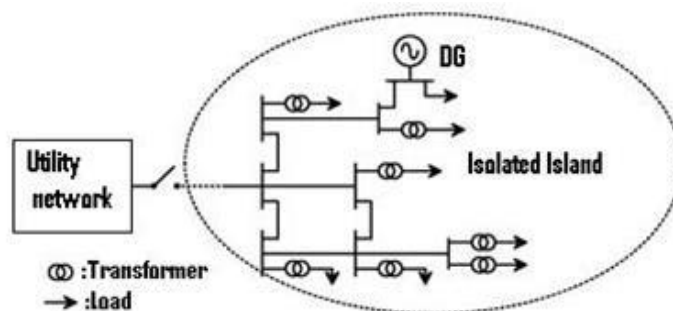 DG
Utility
network
Isolated Island
:Transformer
:Load